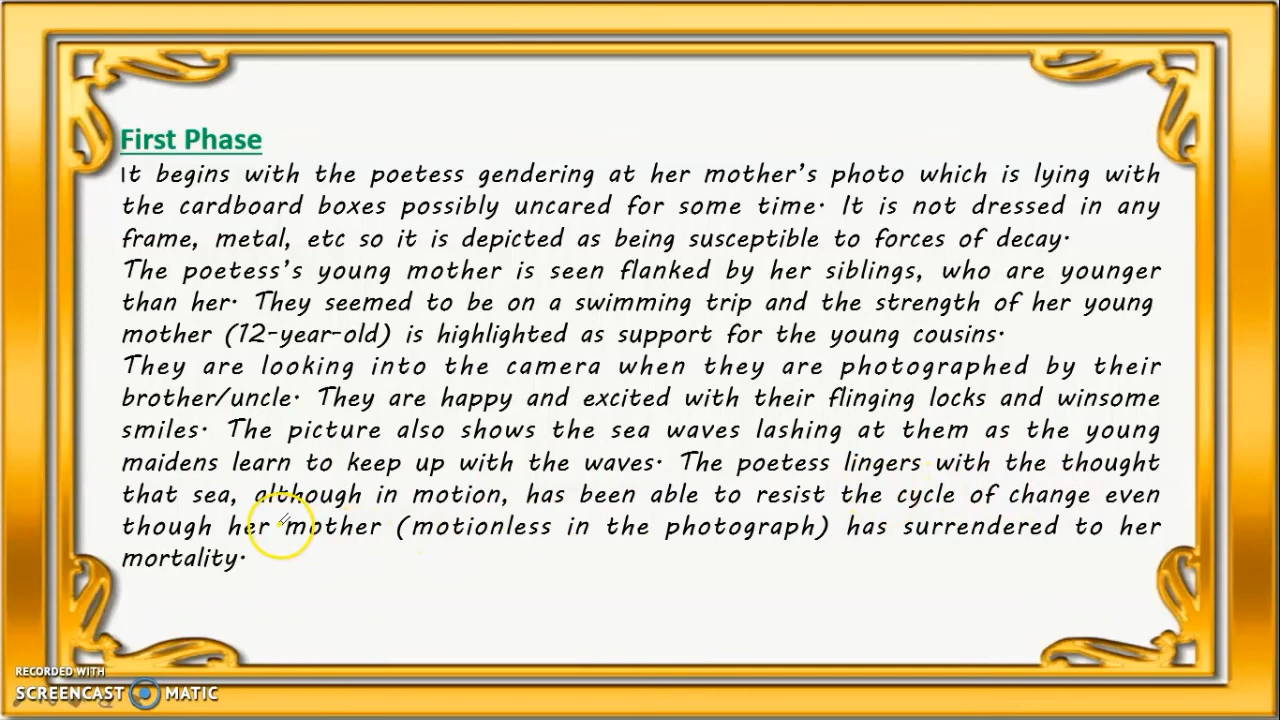 First Phase
It begins with the poetess gendering at her mother's photo which is lying with
the cardboard boxes possibly uncared for some time. It is not dressed in any
frame, metal, etc so it is depicted as being susceptible to forces of decay.
The poetess's young mother is seen flanked by her siblings, who are younger
than her. They seemed to be on a swimming trip and the strength of her young
mother (12-year-old) is highlighted as support for the young cousins.
They are looking into the camera when they are photographed by their
brother/uncle. They are happy and excited with their flinging locks and winsome
smiles. The picture also shows the sea waves lashing at them as the young
maidens learn to keep up with the waves. The poetess lingers with the thought
that sea, although in motion, has been able to resist the cycle of change even
though her mother (motionless in the photograph) has surrendered to her
mortality.
RECORDED WITH
SCREENCAST MATIC